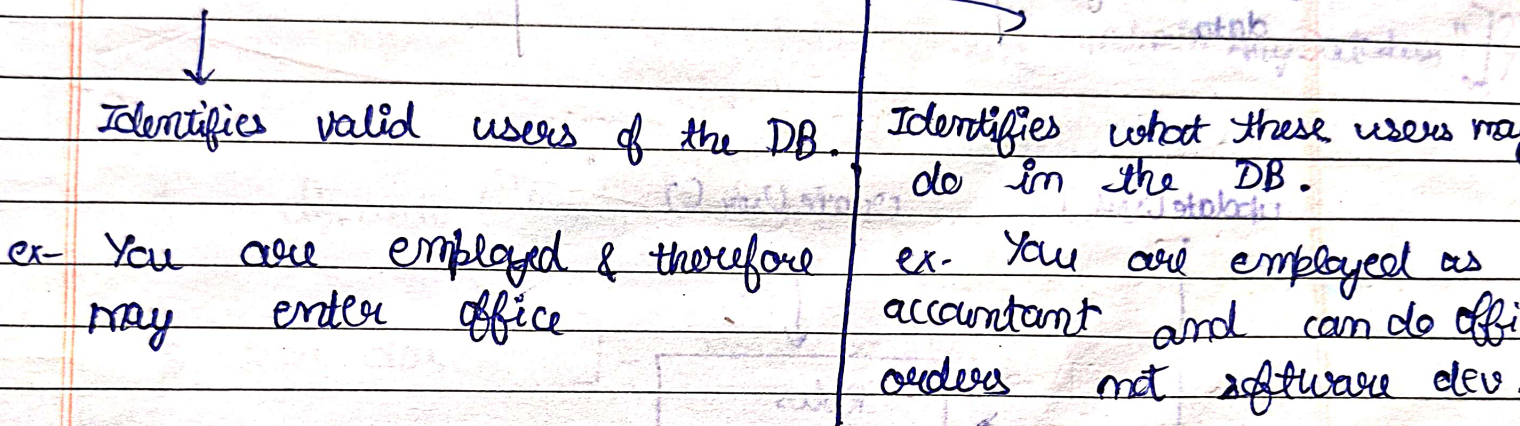 Identifies valid users of the DB.
ex- You are employed & therefore
may enter office
Identifies what these users may
do in the DB.
ex. You are employed as
accountant and can do offi
orders not software dev.